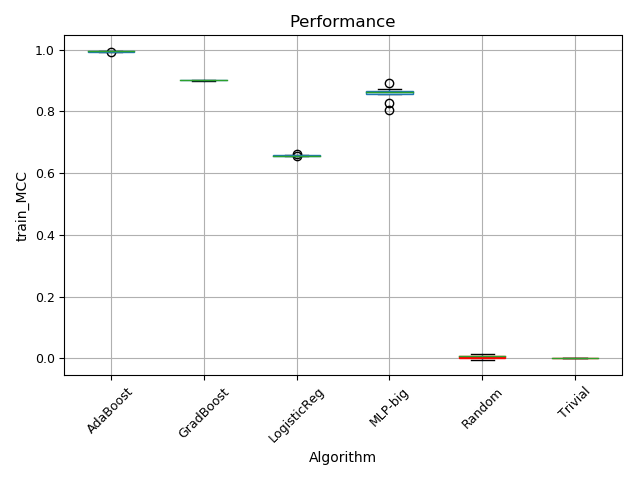 Performance
train_MCC
1.0
0.8
0.6
0.4
0.2
0.0
AdaBoost
GradBoost
LogisticReg
MLP-big
Random
Trivial
Algorithm